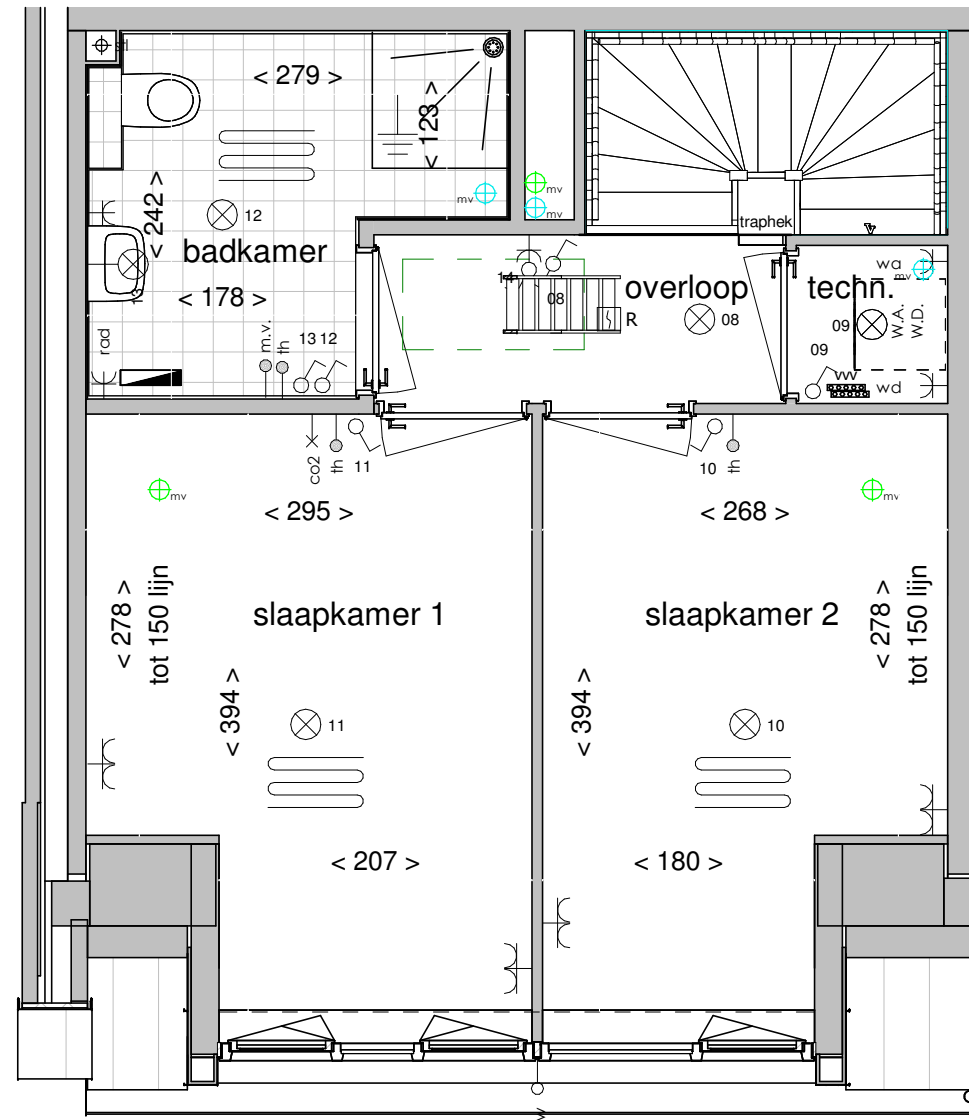 < 279 >
< 123 >
mv
mv
mv
< 242 >
12
badkamer
13
< 178 >
rad
m.v.
th
13 12
traphek
14
08
R
overloop
08
techn.
wa
mv
09
W.A.
W.D.
09
wd
co2
th
11
10
th
mv
mv
< 295 >
< 268 >
< 278 >
tot 150 lijn
slaapkamer 1
slaapkamer 2
< 278 >
tot 150 lijn
< 394 >
11
< 394 >
10
< 207 >
< 180 >